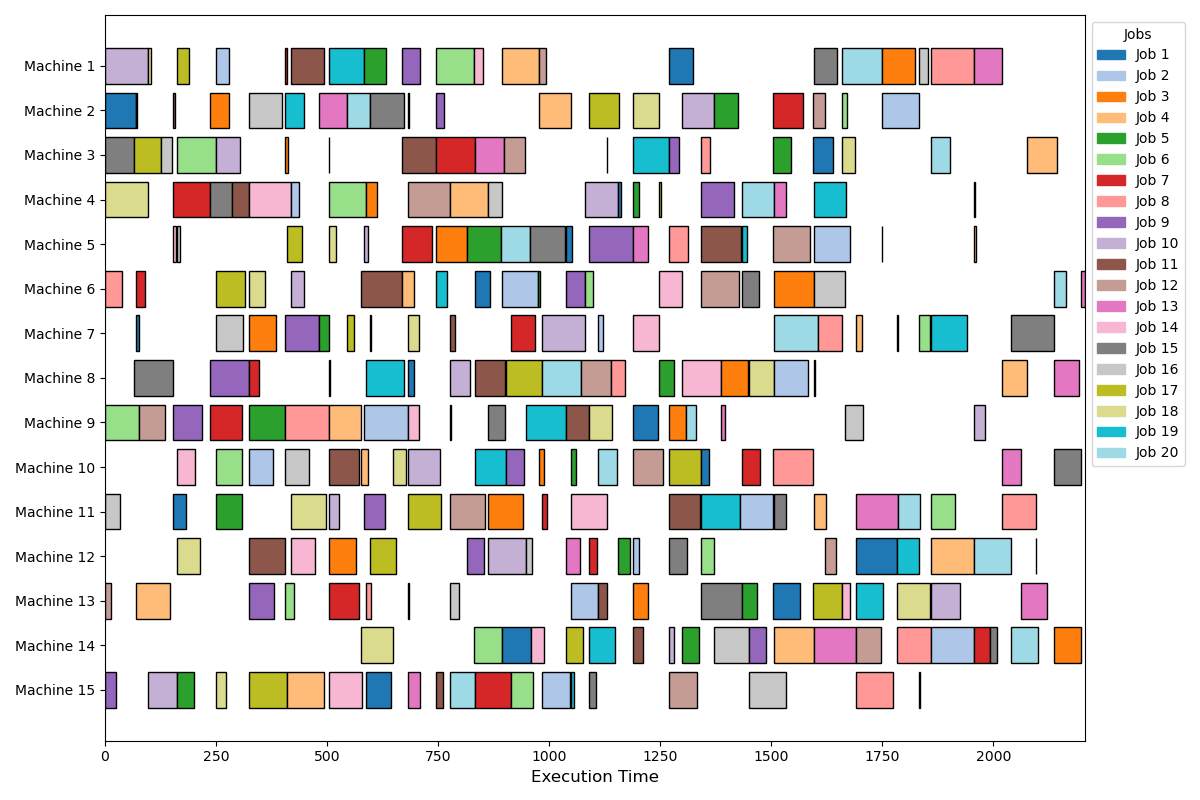 Machine 1
Machine 2
Machine 3
Machine 4
Machine 5
Machine 6
Machine 7
Machine 8
Machine 9
Machine 10
Machine 11
Machine 12
Machine 13
Machine 14
Machine 15
0 250 500 750 1000 1250 1500 1750 2000
Execution Time
Jobs
Job 1
Job 2
Job 3
Job 4
Job 5
Job 6
Job 7
Job 8
Job 9
Job 10
Job 11
Job 12
Job 13
Job 14
Job 15
Job 16
Job 17
Job 18
Job 19
Job 20